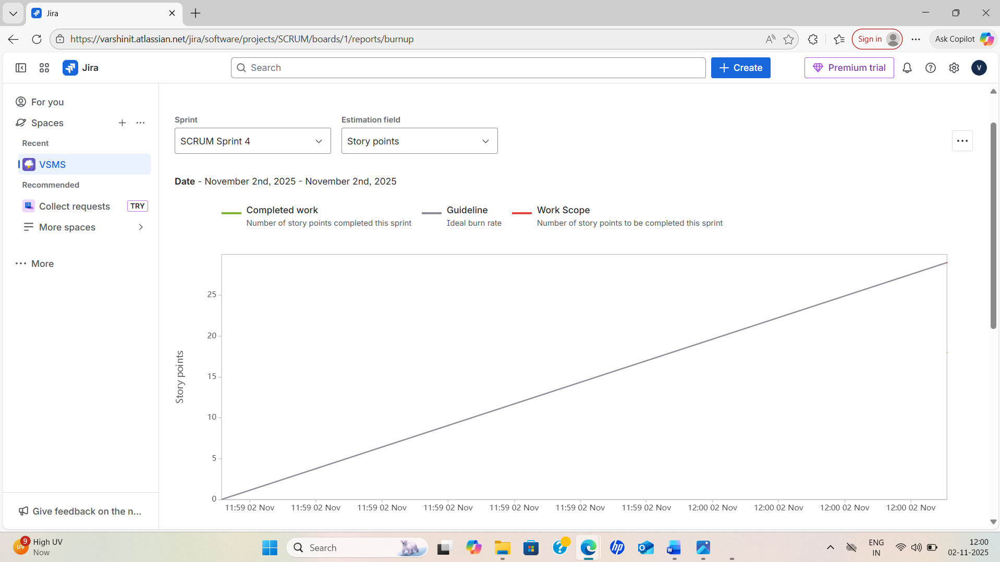 Jira
https://varshinit.atlassian.net/jira/software/projects/SCRUM/boards/1/reports/burnup
Sign in
Ask Copilot
Jira
Search
Create
Premium trial
V
For you
Spaces
Recent
VSMS
Recommended
Collect requests
TRY
More spaces
More
Give feedback on the n...
Sprint
Estimation field
SCRUM Sprint 4
Story points
Date - November 2nd, 2025 - November 2nd, 2025
Completed work
Number of story points completed this sprint
Guideline
Ideal burn rate
Work Scope
Number of story points to be completed this sprint
Story points
25
20
15
10
5
0
11:59 02 Nov
11:59 02 Nov
11:59 02 Nov
11:59 02 Nov
11:59 02 Nov
11:59 02 Nov
11:59 02 Nov
12:00 02 Nov
12:00 02 Nov
12:00 02 Nov
12:00 02 Nov
UV
9
High UV
Now
Search
hp
ENG
IN
12:00
02-11-2025